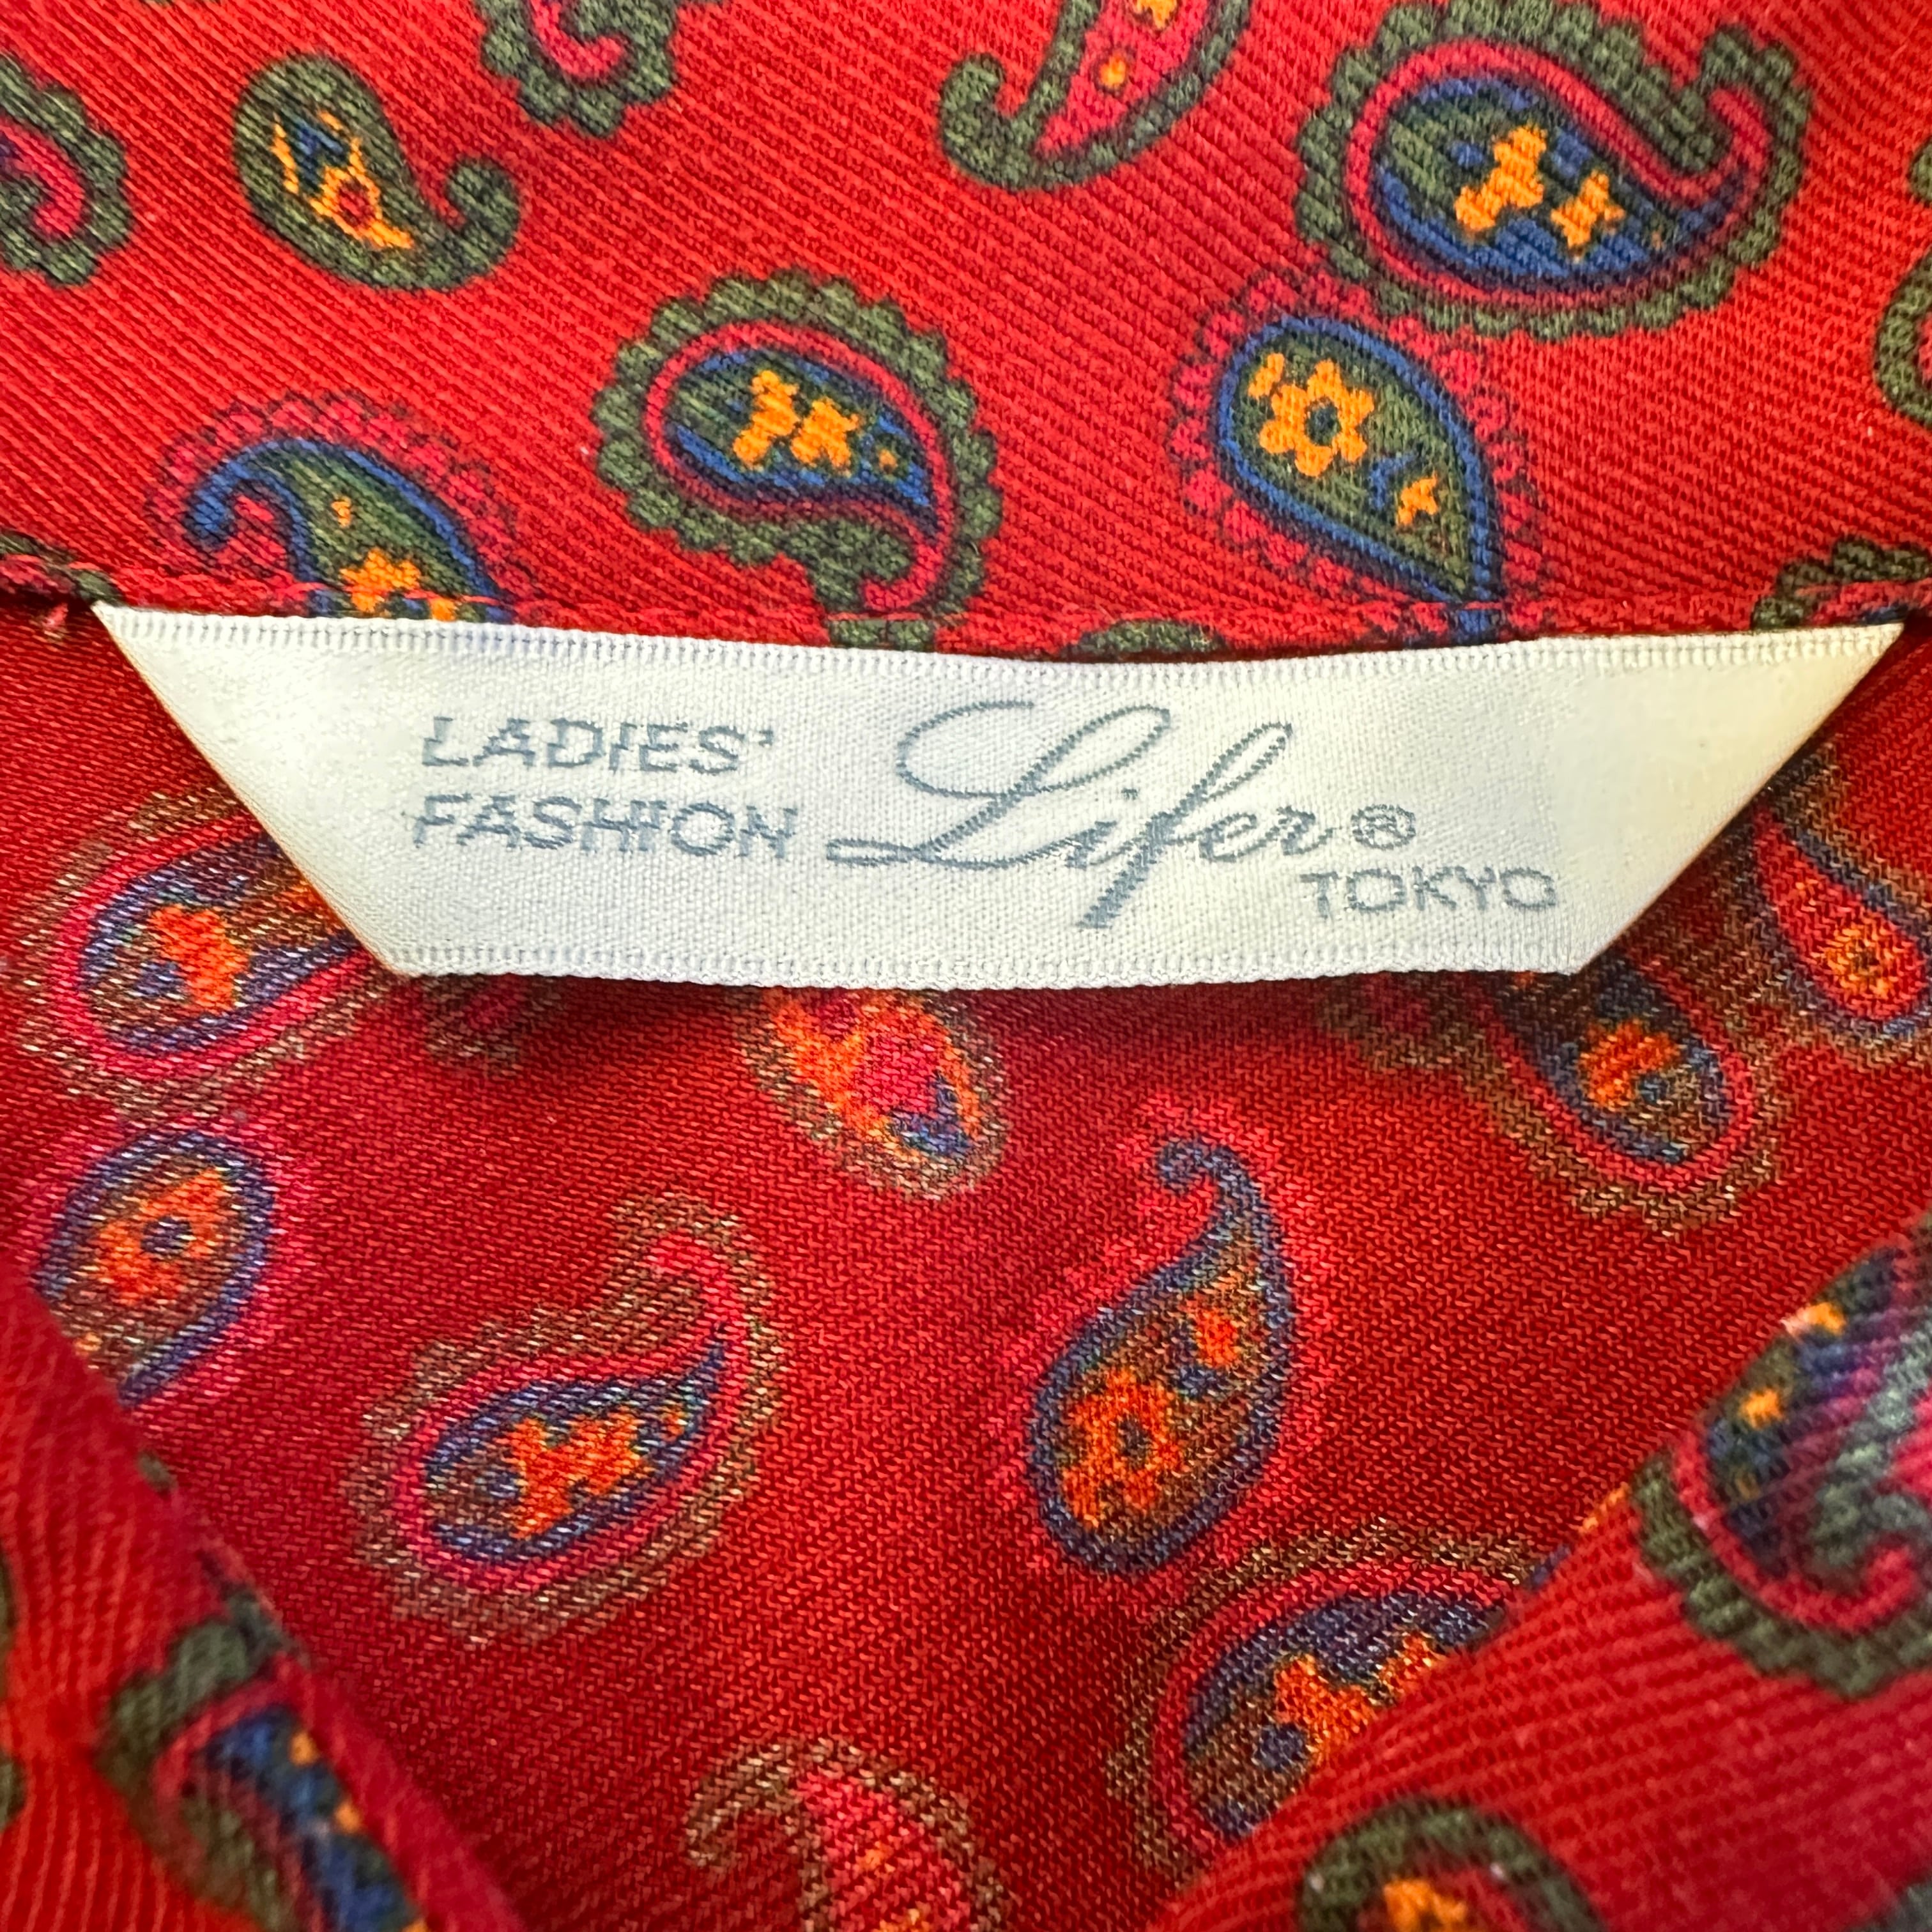 LADIES'
FASHION
Lifer®
TOKYO